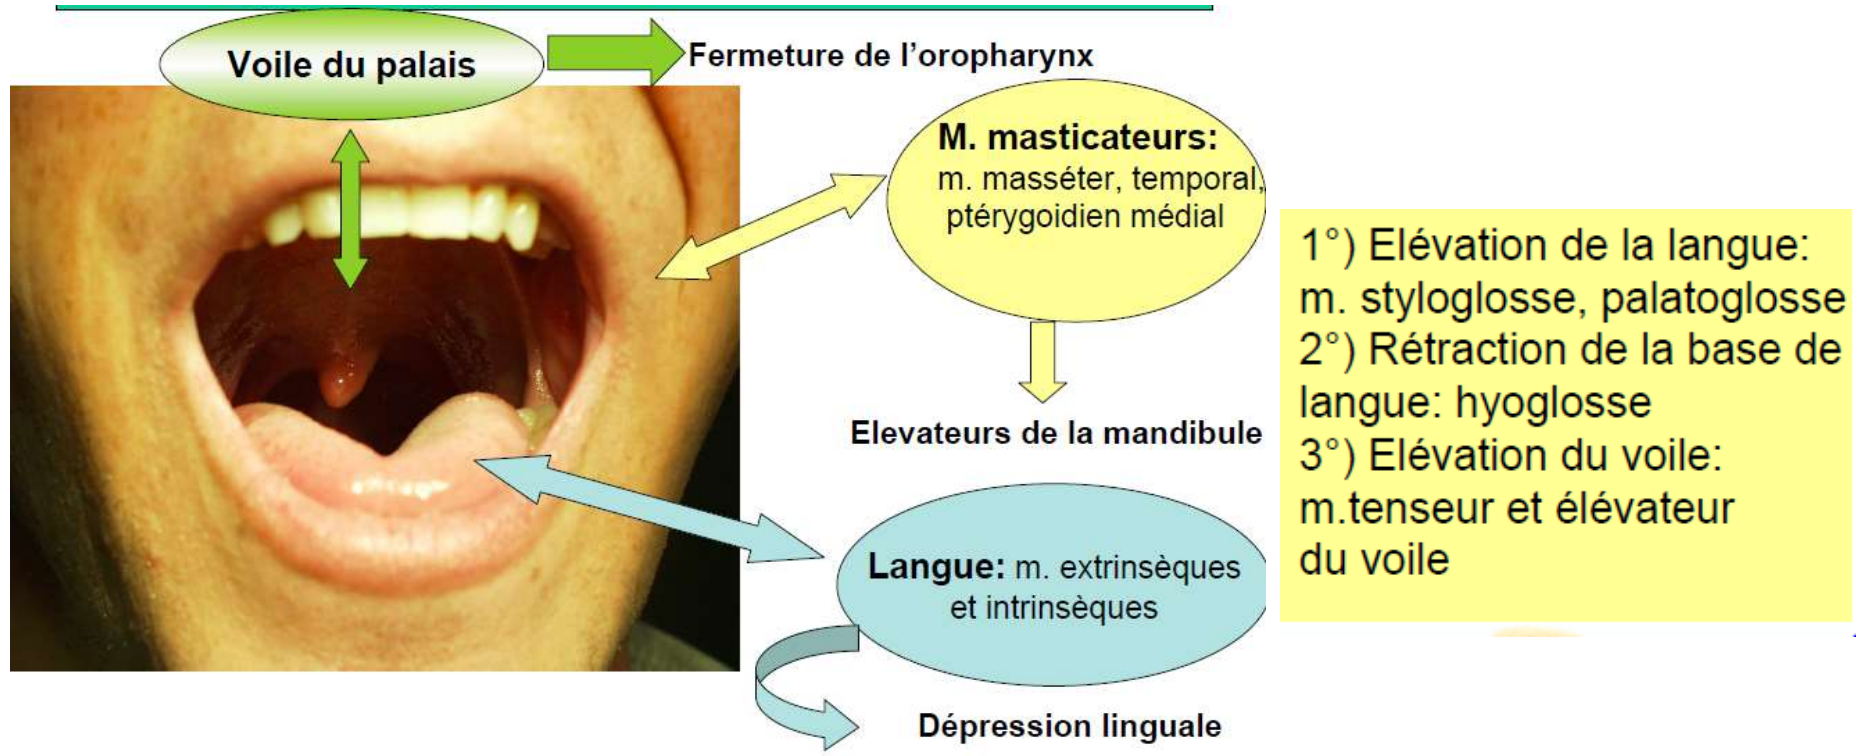 Voile du palais
Fermeture de l’oropharynx
M. masticateurs:
m. masséter, temporal,
ptérygoidien médial
Elevateurs de la mandibule
Langue: m. extrinsèques
et intrinsèques
Dépression linguale
1°) Elévation de la langue:
m. styloglosse, palatoglosse
2°) Rétraction de la base de
langue: hyoglosse
3°) Elévation du voile:
m.tenseur et élévateur
du voile